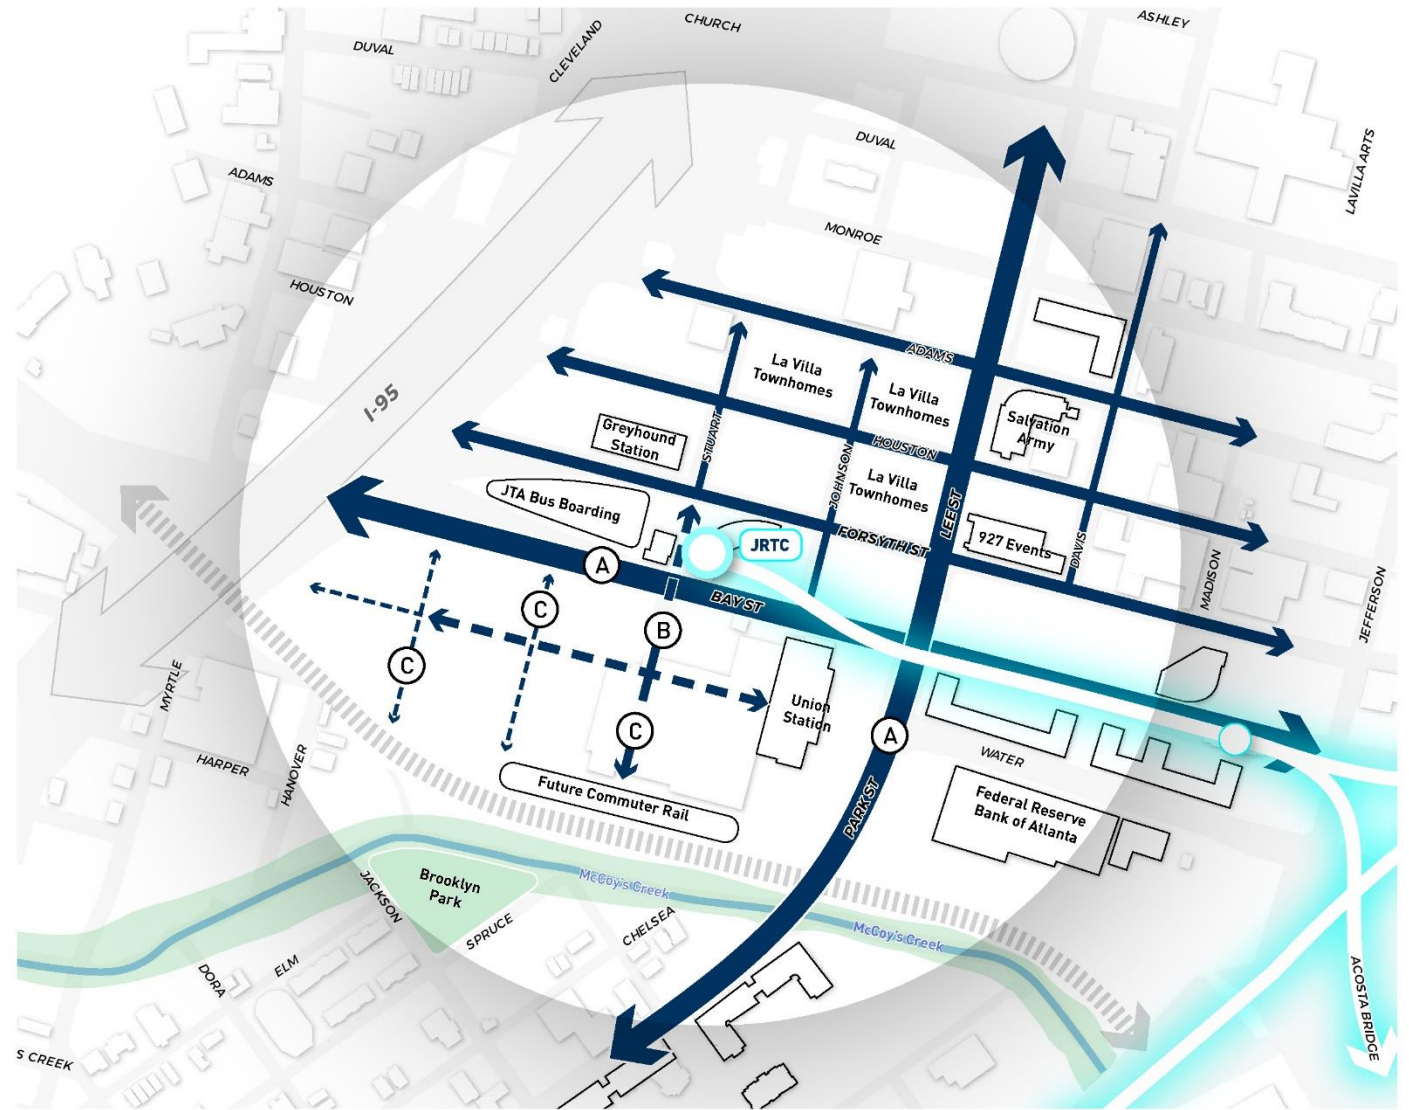 CHURCH
ASHLEY
DUVAL
CLEVELAND
DUVAL
LAVILLA ARTS
ADAMS
MONROE
HOUSTON
ADAMS
I-95
La Villa
Townhomes
La Villa
Townhomes
Salvation
Army
Greyhound
Station
STUART
HOUSTON
JOHNSON
La Villa
Townhomes
LEE ST
JTA Bus Boarding
JRTC
FORSYTH ST
927 Events
DAVIS
MADISON
JEFFERSON
A
BAY ST
C
B
C
MYRTLE
Union
Station
C
A
WATER
HARPER
HANOVER
Future Commuter Rail
PARK ST
Federal Reserve
Bank of Atlanta
Brooklyn
Park
McCoy's Creek
JACKSON
SPRUCE
CHELSEA
McCoy's Creek
DORA
ELM
ACOSTA BRIDGE
S CREEK